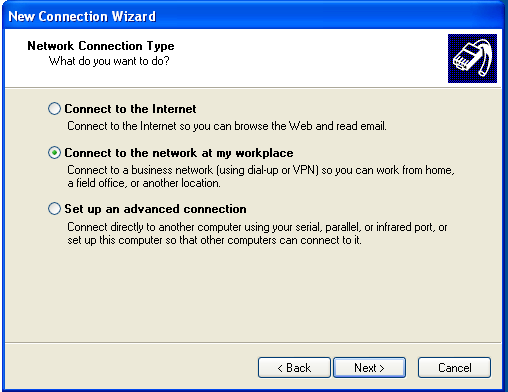 New Connection Wizard
Network Connection Type
What do you want to do?
Connect to the Internet
Connect to the Internet so you can browse the Web and read email.
Connect to the network at my workplace
Connect to a business network (using dial-up or VPN) so you can work from home,
a field office, or another location.
Set up an advanced connection
Connect directly to another computer using your serial, parallel, or infrared port, or
set up this computer so that other computers can connect to it.
< Back
Next >
Cancel